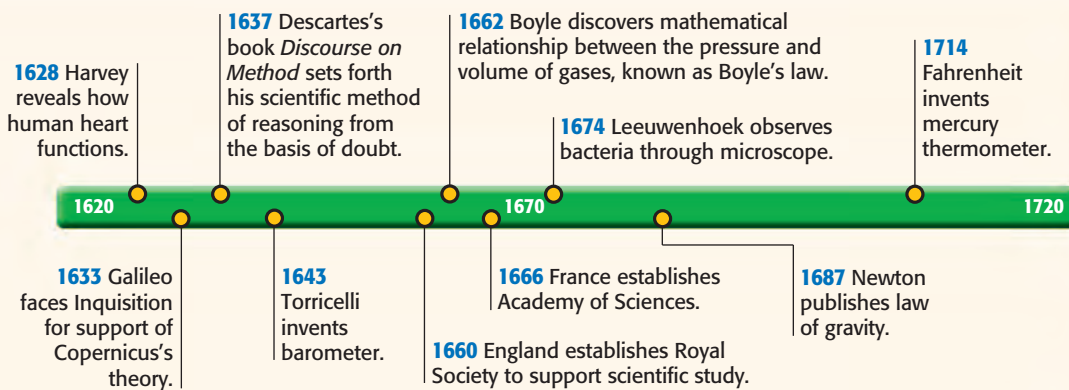 1628 Harvey
reveals how
human heart
functions.
1637 Descartes's
book Discourse on
Method sets forth
his scientific method
of reasoning from
the basis of doubt.
1662 Boyle discovers mathematical
relationship between the pressure and
volume of gases, known as Boyle's law.
1674 Leeuwenhoek observes
bacteria through microscope.
1714
Fahrenheit
invents
mercury
thermometer.
1620
1670
1720
1633 Galileo
faces Inquisition
for support of
Copernicus's
theory.
1643
Torricelli
invents
barometer.
1660 England establishes Royal
Society to support scientific study.
1666 France establishes
Academy of Sciences.
1687 Newton
publishes law
of gravity.